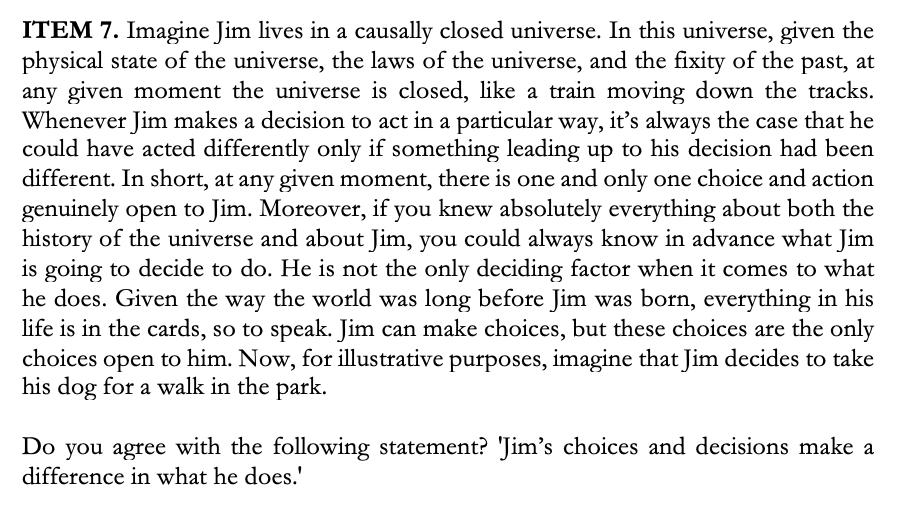 ITEM 7. Imagine Jim lives in a causally closed universe. In this universe, given the
physical state of the universe, the laws of the universe, and the fixity of the past, at
any given moment the universe is closed, like a train moving down the tracks.
Whenever Jim makes a decision to act in a particular way, it’s always the case that he
could have acted differently only if something leading up to his decision had been
different. In short, at any given moment, there is one and only one choice and action
genuinely open to Jim. Moreover, if you knew absolutely everything about both the
history of the universe and about Jim, you could always know in advance what Jim
is going to decide to do. He is not the only deciding factor when it comes to what
he does. Given the way the world was long before Jim was born, everything in his
life is in the cards, so to speak. Jim can make choices, but these choices are the only
choices open to him. Now, for illustrative purposes, imagine that Jim decides to take
his dog for a walk in the park.
Do you agree with the following statement? 'Jim’s choices and decisions make a
difference in what he does.'